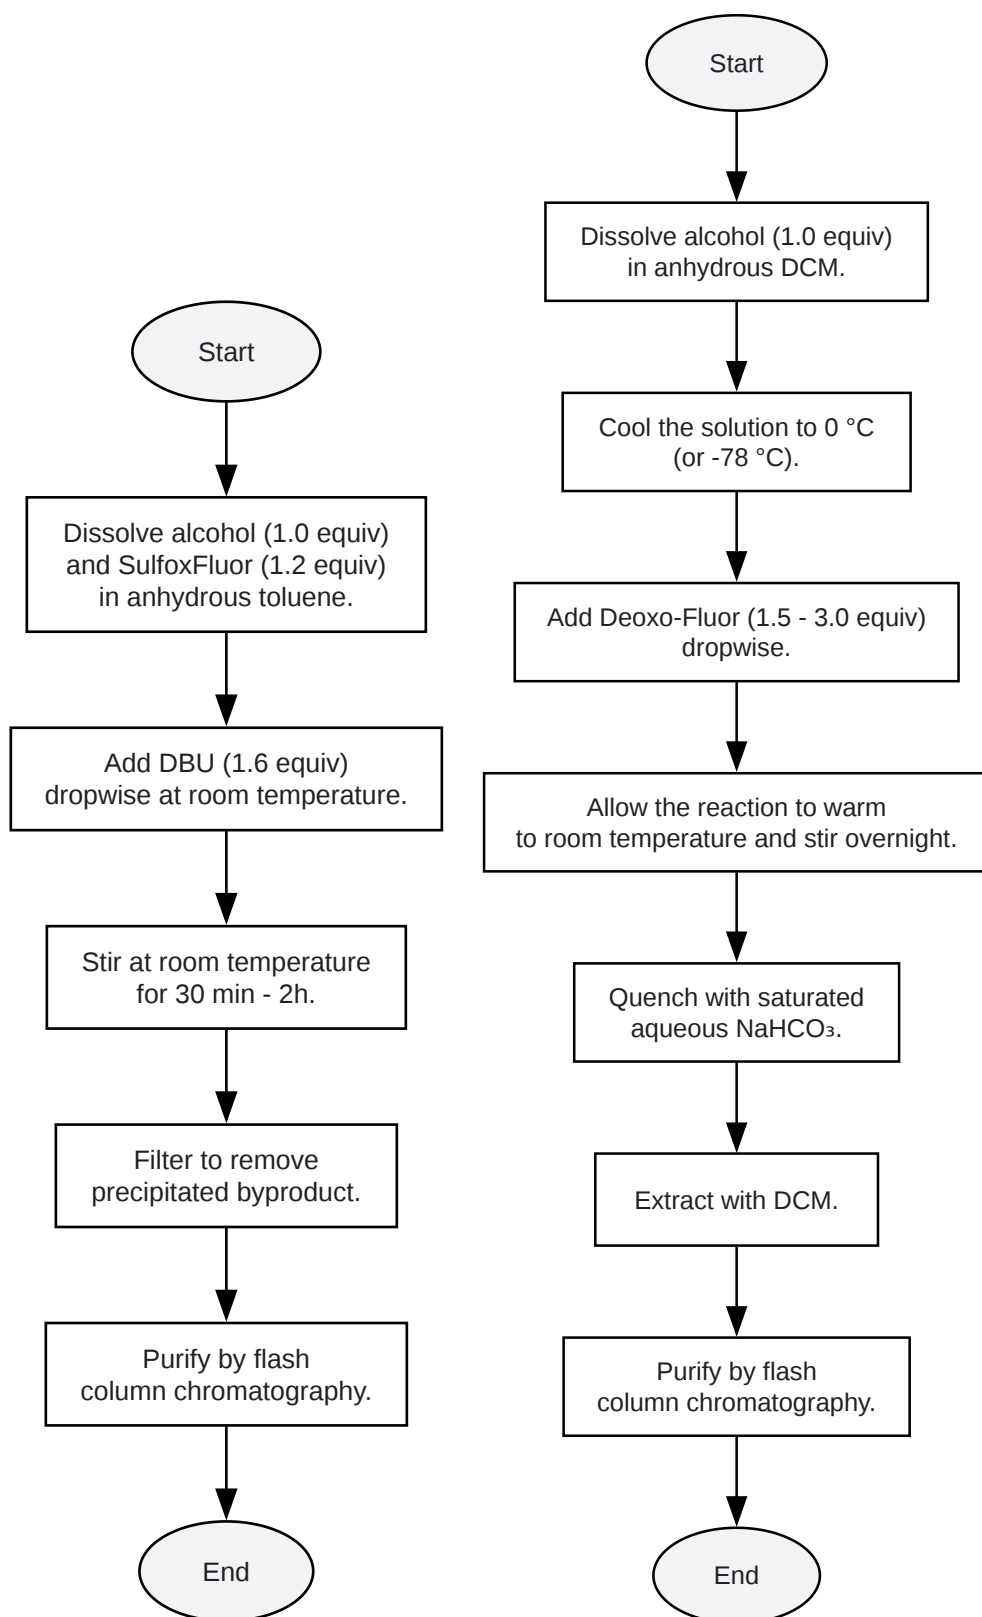 Start
Dissolve alcohol (1.0 equiv)
and SulfoxFluor (1.2 equiv)
in anhydrous toluene.
Add DBU (1.6 equiv)
dropwise at room temperature.
Stir at room temperature
for 30 min - 2h.
Filter to remove
precipitated byproduct.
Purify by flash
column chromatography.
End
Start
Dissolve alcohol (1.0 equiv)
in anhydrous DCM.
Cool the solution to 0 °C
(or -78 °C).
Add Deoxo-Fluor (1.5 - 3.0 equiv)
dropwise.
Allow the reaction to warm
to room temperature and stir overnight.
Quench with saturated
aqueous NaHCO₃.
Extract with DCM.
Purify by flash
column chromatography.
End